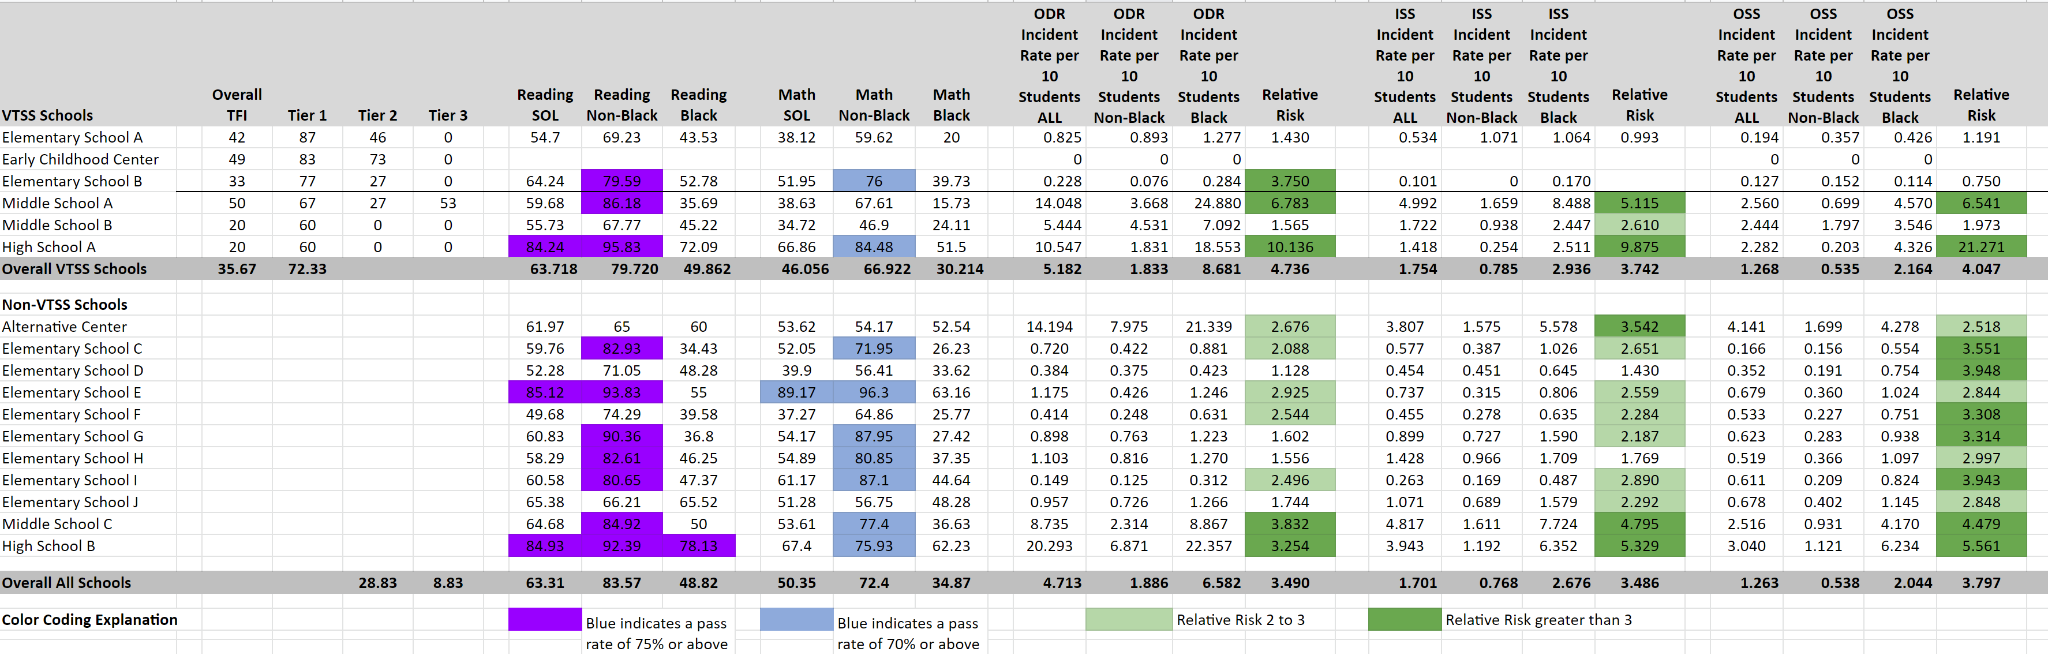 ODR ODR ODR ISS ISS ISS OSS OSS OSS
Incident Incident Incident Incident Incident Incident Incident Incident Incident
Rate per Rate per Rate per Rate per Rate per Rate per Rate per Rate per Rate per
10 10 10 10 10 10 10 10 10
Overall Reading Reading Reading Math Math Math Students Students Students Relative Students Students Students Relative Students Students Students Relative
VTSS Schools TFI Tier 1 Tier 2 Tier 3 SOL Non-Black Black SOL Non-Black Black ALL Non-Black Black Risk ALL Non-Black Black Risk ALL Non-Black Black Risk
Elementary School A 42 87 46 0 54.7 69.23 43.53 38.12 59.62 20 0.825 0.893 1.277 1.430 0.534 1.071 1.064 0.993 0.194 0.357 0.426 1.191
Early Childhood Center 49 83 73 0 0 0 0 0 0 0
Elementary School B 33 77 27 0 64.24 79.59 52.78 51.95 76 39.73 0.228 0.076 0.284 3.750 0.101 0 0.170 0.127 0.152 0.114 0.750
Middle School A 50 67 27 53 59.68 86.18 35.69 38.63 67.61 15.73 14.048 3.668 24.880 6.783 4.992 1.659 8.488 5.115 2.560 0.699 4.570 6.541
Middle School B 20 60 0 0 55.73 67.77 45.22 34.72 46.9 24.11 5.444 4.531 7.092 1.565 1.722 0.938 2.447 2.610 2.444 1.797 3.546 1.973
High School A 20 60 0 0 84.24 95.83 72.09 66.86 84.48 51.5 10.547 1.831 18.553 10.136 1.418 0.254 2.511 9.875 2.282 0.203 4.326 21.271
Overall VTSS Schools 35.67 72.33 63.718 79.720 49.862 46.056 66.922 30.214 5.182 1.833 8.681 4.736 1.754 0.785 2.936 3.742 1.268 0.535 2.164 4.047
Non-VTSS Schools
Alternative Center 61.97 65 60 53.62 54.17 52.54 14.194 7.975 21.339 2.676 3.807 1.575 5.578 3.542 4.141 1.699 4.278 2.518
Elementary School C 59.76 82.93 34.43 52.05 71.95 26.23 0.720 0.422 0.881 2.088 0.577 0.387 1.026 2.651 0.166 0.156 0.554 3.551
Elementary School D 52.28 71.05 48.28 39.9 56.41 33.62 0.384 0.375 0.423 1.128 0.454 0.451 0.645 1.430 0.352 0.191 0.754 3.948
Elementary School E 85.12 93.83 55 89.17 96.3 63.16 1.175 0.426 1.246 2.925 0.737 0.315 0.806 2.559 0.679 0.360 1.024 2.844
Elementary School F 49.68 74.29 39.58 37.27 64.86 25.77 0.414 0.248 0.631 2.544 0.455 0.278 0.635 2.284 0.533 0.227 0.751 3.308
Elementary School G 60.83 90.36 36.8 54.17 87.95 27.42 0.898 0.763 1.223 1.602 0.899 0.727 1.590 2.187 0.623 0.283 0.938 3.314
Elementary School H 58.29 82.61 46.25 54.89 80.85 37.35 1.103 0.816 1.270 1.556 1.428 0.966 1.709 1.769 0.519 0.366 1.097 2.997
Elementary School I 60.58 80.65 47.37 61.17 87.1 44.64 0.149 0.125 0.312 2.496 0.263 0.169 0.487 2.890 0.611 0.209 0.824 3.943
Elementary School J 65.38 66.21 65.52 51.28 56.75 48.28 0.957 0.726 1.266 1.744 1.071 0.689 1.579 2.292 0.678 0.402 1.145 2.848
Middle School C 64.68 84.92 50 53.61 77.4 36.63 8.735 2.314 8.867 3.832 4.817 1.611 7.724 4.795 2.516 0.931 4.170 4.479
High School B 84.93 92.39 78.13 67.4 75.93 62.23 20.293 6.871 22.357 3.254 3.943 1.192 6.352 5.329 3.040 1.121 6.234 5.561
Overall All Schools 28.83 8.83 63.31 83.57 48.82 50.35 72.4 34.87 4.713 1.886 6.582 3.490 1.701 0.768 2.676 3.486 1.263 0.538 2.044 3.797
Color Coding Explanation Blue indicates a pass Blue indicates a pass Relative Risk 2 to 3 Relative Risk greater than 3
rate of 75% or above rate of 70% or above